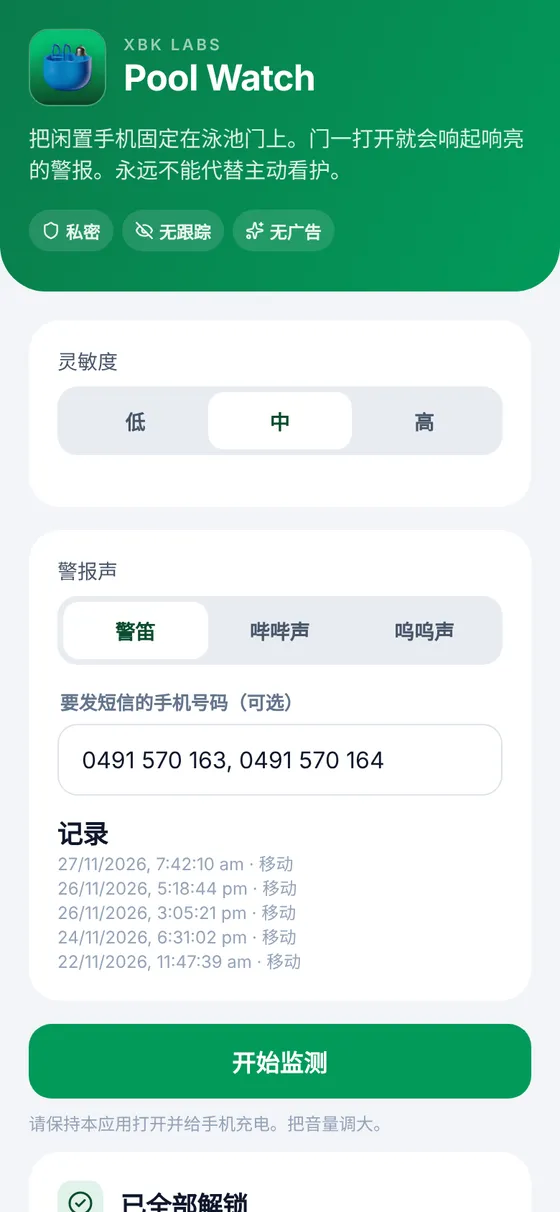 XBK LABS
Pool Watch
把闲置手机固定在泳池门上。门一打开就会响起响亮
的警报。永远不能代替主动看护。
私密 无跟踪 无广告
灵敏度
低 中 高
警报声
警笛 哔哔声 呜呜声
要发短信的手机号码（可选）
0491 570 163, 0491 570 164
记录
27/11/2026, 7:42:10 am · 移动
26/11/2026, 5:18:44 pm · 移动
26/11/2026, 3:05:21 pm · 移动
24/11/2026, 6:31:02 pm · 移动
22/11/2026, 11:47:39 am · 移动
开始监测
请保持本应用打开并给手机充电。把音量调大。
已全部解锁